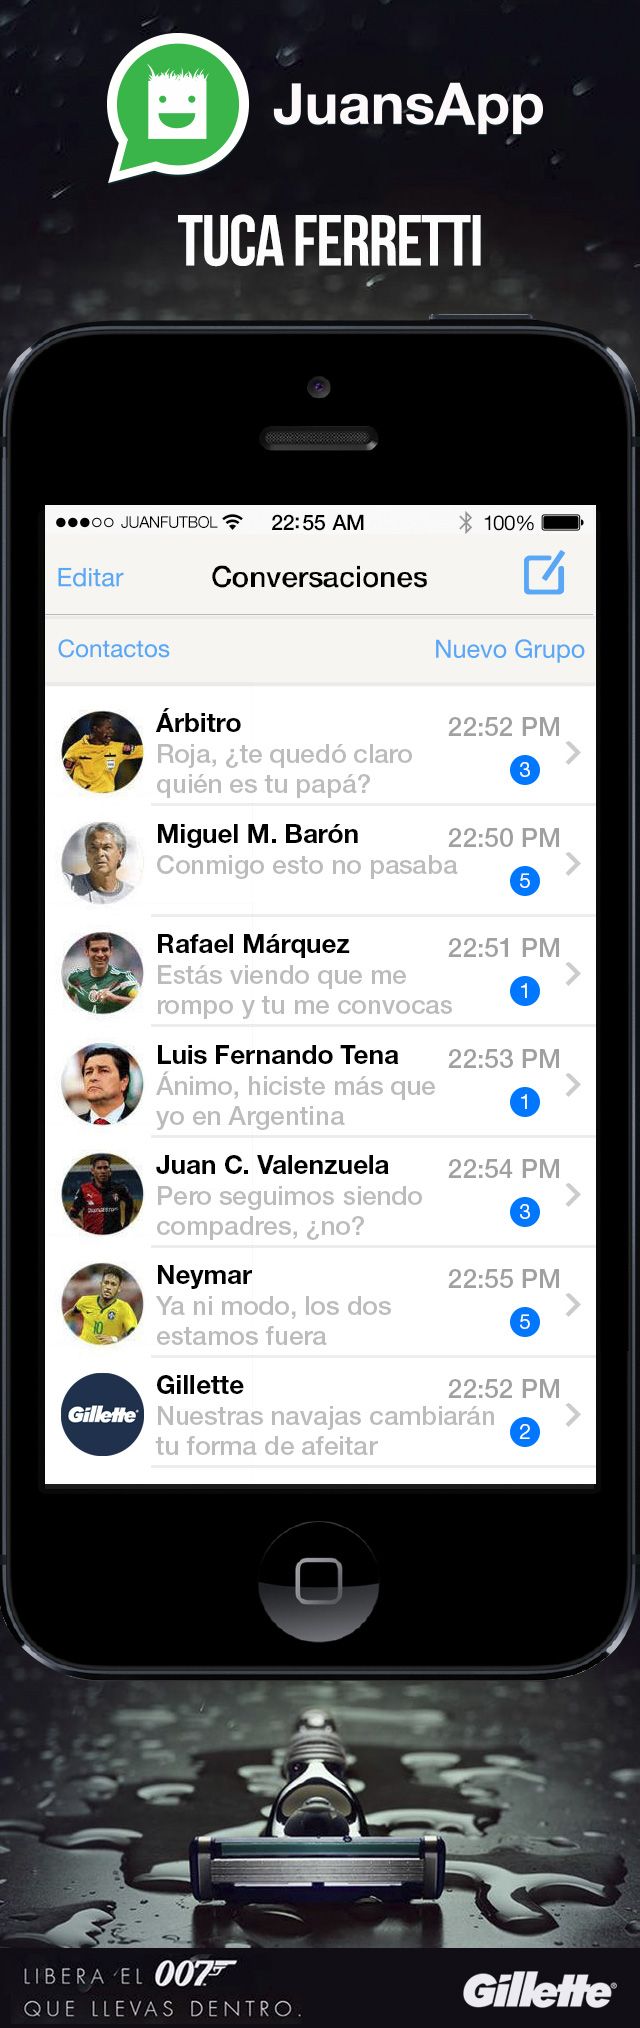 JuansApp
TUCA FERRETTI
JUANFUTBOL 22:55 AM 100%
Editar Conversaciones
Contactos Nuevo Grupo
Árbitro 22:52 PM
Roja, ¿te quedó claro
quién es tu papá?
3
Miguel M. Barón 22:50 PM
Conmigo esto no pasaba
5
Rafael Márquez 22:51 PM
Estás viendo que me
rompo y tu me convocas
1
Luis Fernando Tena 22:53 PM
Ánimo, hiciste más que
yo en Argentina
1
Juan C. Valenzuela 22:54 PM
Pero seguimos siendo
compadres, ¿no?
3
Neymar 22:55 PM
Ya ni modo, los dos
estamos fuera
5
Gillette
Gillette 22:52 PM
Nuestras navajas cambiarán
tu forma de afeitar
2
LIBERA EL 007
QUE LLEVAS DENTRO.
Gillette®